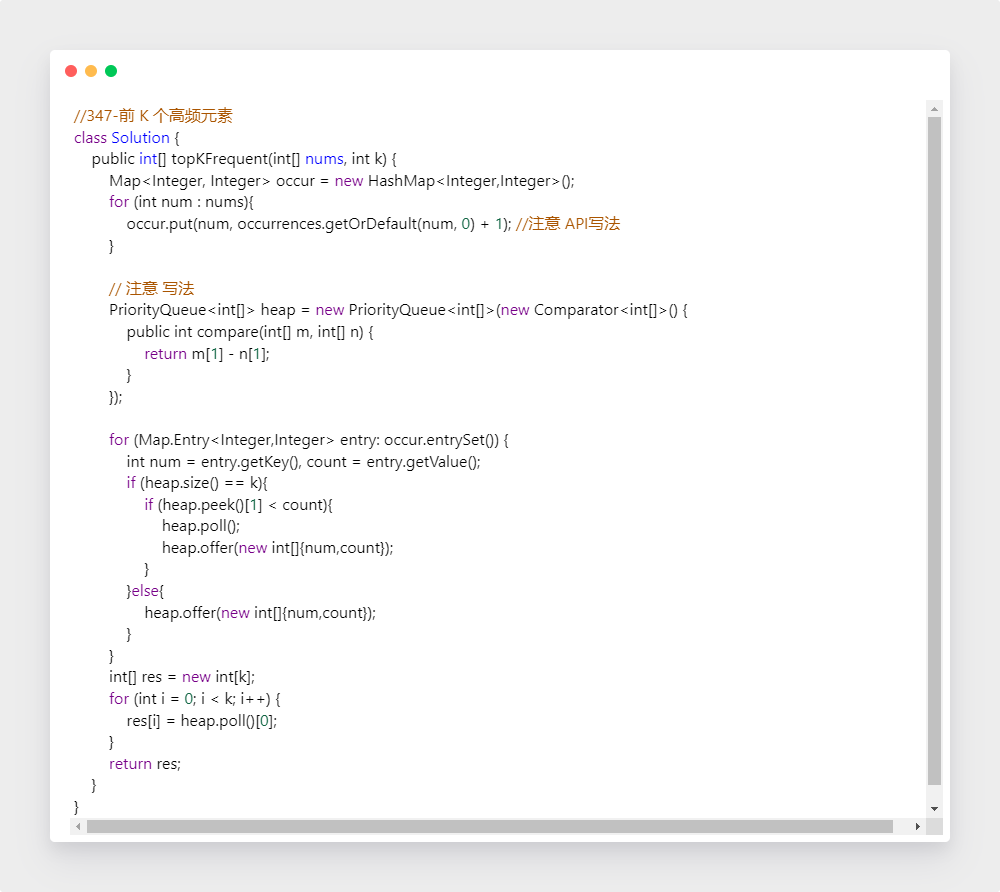 //347-前 K 个高频元素
class Solution {
    public int[] topKFrequent(int[] nums, int k) {
        Map<Integer, Integer> occur = new HashMap<Integer,Integer>();
        for (int num : nums){
            occur.put(num, occurrences.getOrDefault(num, 0) + 1); //注意 API写法
        }
        // 注意 写法
        PriorityQueue<int[]> heap = new PriorityQueue<int[]>(new Comparator<int[]>() {
            public int compare(int[] m, int[] n) {
                return m[1] - n[1];
            }
        });
        for (Map.Entry<Integer,Integer> entry: occur.entrySet()) {
            int num = entry.getKey(), count = entry.getValue();
            if (heap.size() == k){
                if (heap.peek()[1] < count){
                    heap.poll();
                    heap.offer(new int[]{num,count});
                }
            }else{
                heap.offer(new int[]{num,count});
            }
        }
        int[] res = new int[k];
        for (int i = 0; i < k; i++) {
            res[i] = heap.poll()[0];
        }
        return res;
    }
}